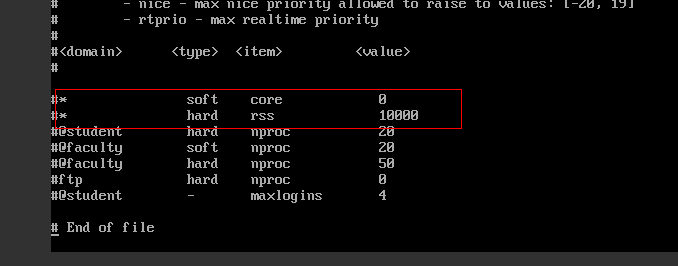 #        - nice - max nice priority allowed to raise to values: [-20, 19]
#        - rtprio - max realtime priority
#
#<domain>      <type>  <item>         <value>
#
#*               soft    core            0
#*               hard    rss             10000
#@student        hard    nproc           20
#@faculty        soft    nproc           20
#@faculty        hard    nproc           50
#ftp             hard    nproc           0
#@student        -       maxlogins       4
# End of file